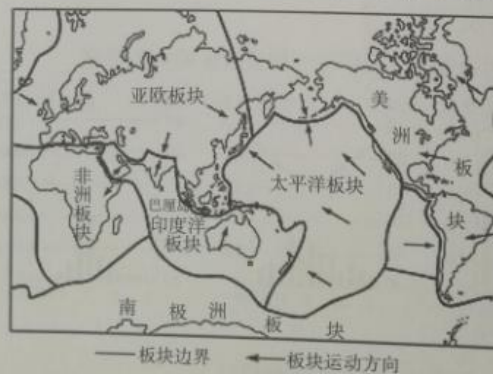 亚欧板块
美洲板块
太平洋板块
非洲板块
巴厘岛
印度洋
板块
南极洲板块
板块边界
板块运动方向